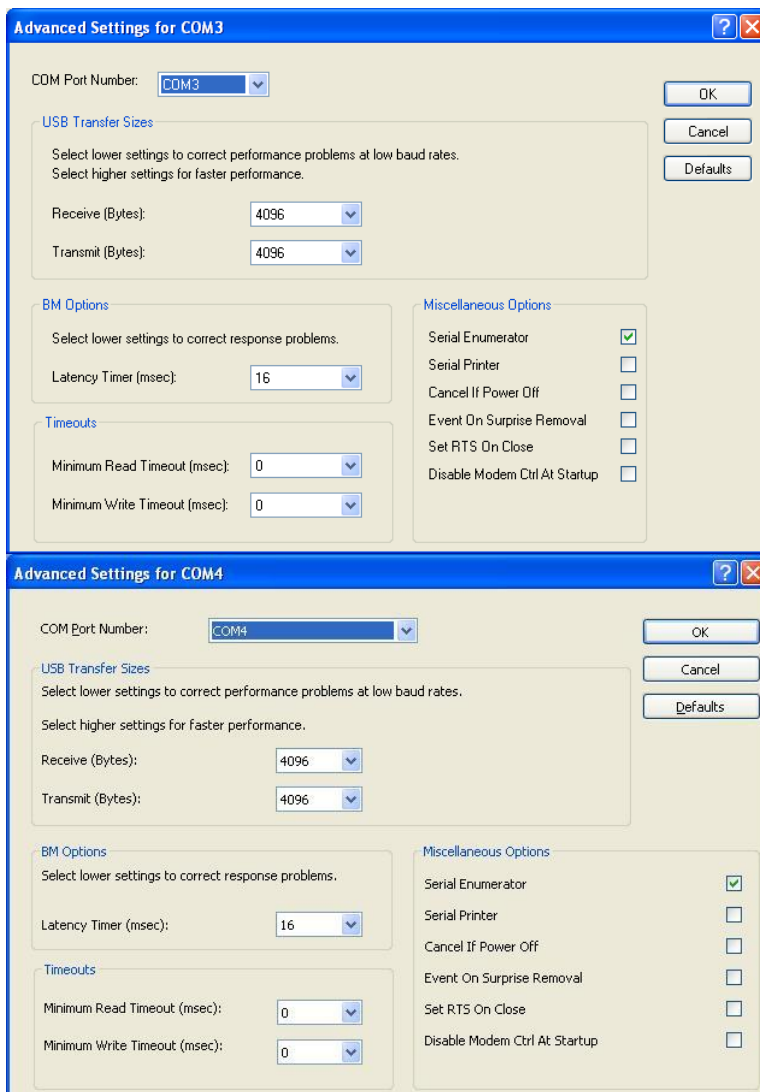 Advanced Settings for COM3
COM Port Number: COM3
OK
USB Transfer Sizes
Cancel
Select lower settings to correct performance problems at low baud rates.
Select higher settings for faster performance.
Defaults
Receive (Bytes): 4096
Transmit (Bytes): 4096
BM Options
Select lower settings to correct response problems.
Latency Timer (msec): 16
Timeouts
Minimum Read Timeout (msec): 0
Minimum Write Timeout (msec): 0
Miscellaneous Options
Serial Enumerator
Serial Printer
Cancel If Power Off
Event On Surprise Removal
Set RTS On Close
Disable Modem Ctrl At Startup
Advanced Settings for COM4
COM Port Number: COM4
OK
USB Transfer Sizes
Cancel
Select lower settings to correct performance problems at low baud rates.
Defaults
Select higher settings for faster performance.
Receive (Bytes): 4096
Transmit (Bytes): 4096
BM Options
Select lower settings to correct response problems.
Latency Timer (msec): 16
Timeouts
Minimum Read Timeout (msec): 0
Minimum Write Timeout (msec): 0
Miscellaneous Options
Serial Enumerator
Serial Printer
Cancel If Power Off
Event On Surprise Removal
Set RTS On Close
Disable Modem Ctrl At Startup